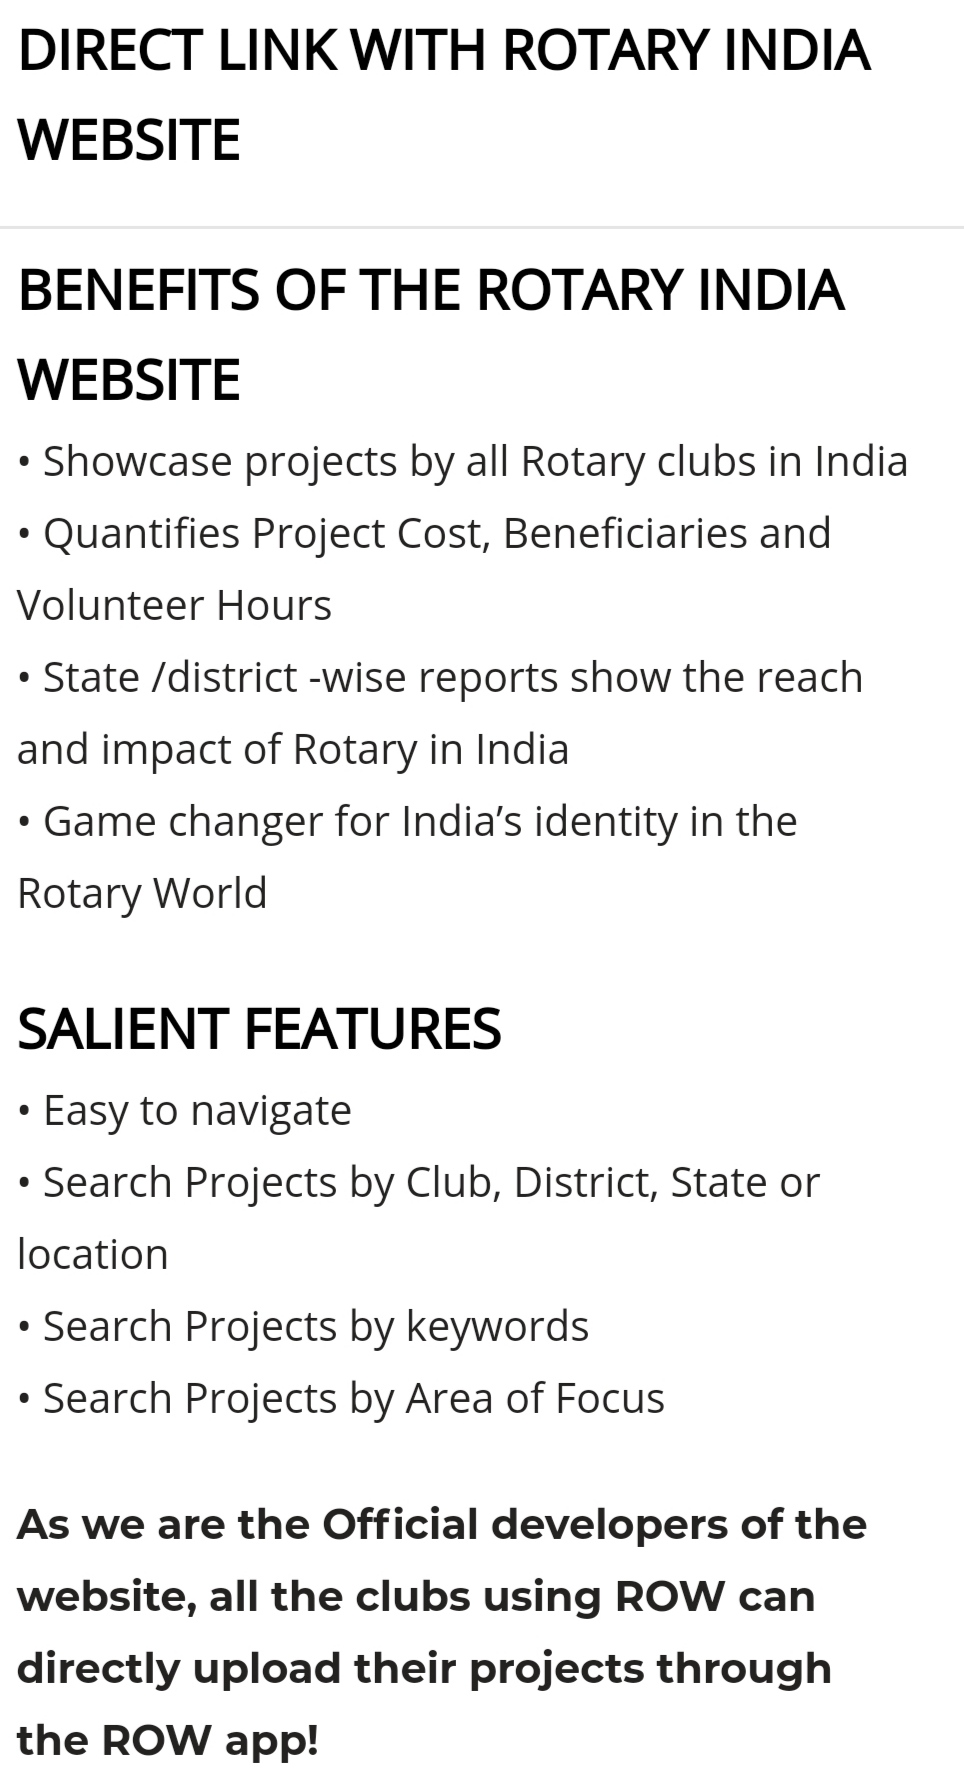 DIRECT LINK WITH ROTARY INDIA
WEBSITE
BENEFITS OF THE ROTARY INDIA
WEBSITE
• Showcase projects by all Rotary clubs in India
• Quantifies Project Cost, Beneficiaries and
Volunteer Hours
• State /district -wise reports show the reach
and impact of Rotary in India
• Game changer for India’s identity in the
Rotary World
SALIENT FEATURES
• Easy to navigate
• Search Projects by Club, District, State or
location
• Search Projects by keywords
• Search Projects by Area of Focus
As we are the Official developers of the
website, all the clubs using ROW can
directly upload their projects through
the ROW app!